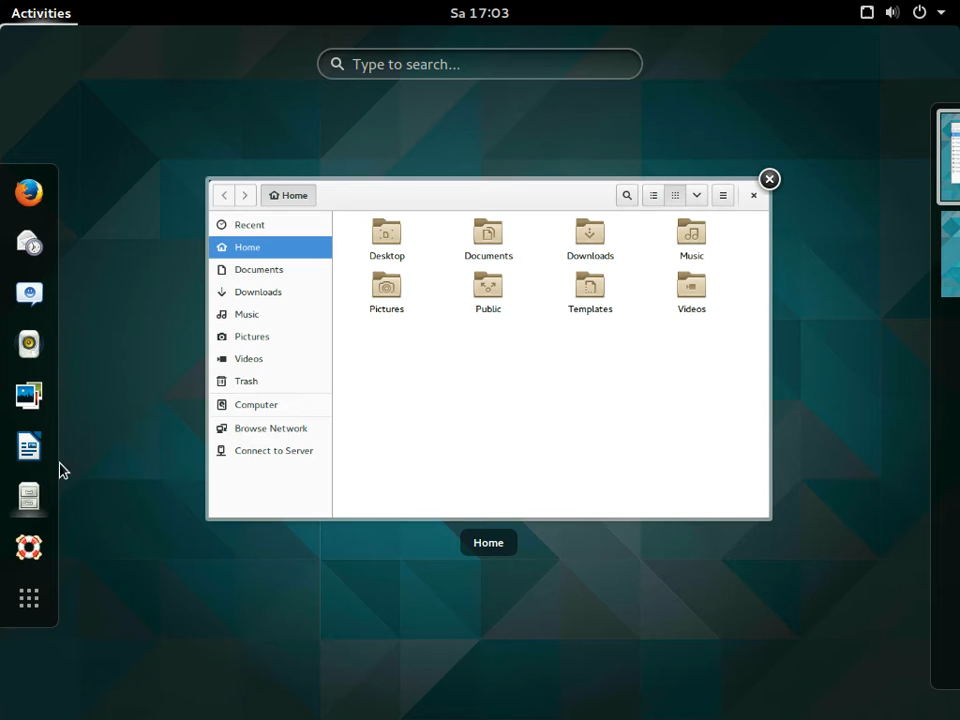 Activities
Sa 17:03
Type to search...
Home
Recent
Home
Documents
Downloads
Music
Pictures
Videos
Trash
Computer
Browse Network
Connect to Server
Desktop
Documents
Downloads
Music
Pictures
Public
Templates
Videos
Home